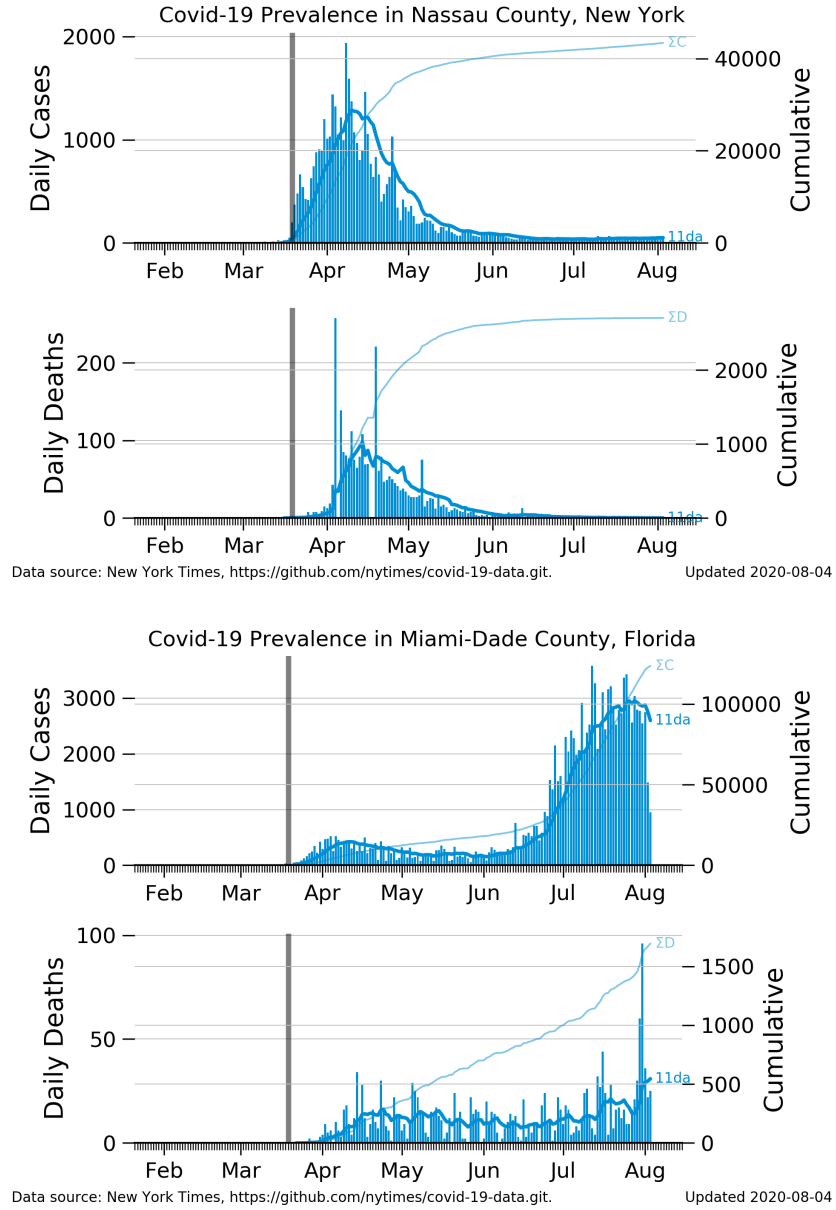 Covid-19 Prevalence in Nassau County, New York
2000
1000
0
Daily Cases
ΣC
11da
40000
20000
0
Cumulative
Feb Mar Apr May Jun Jul Aug
200
100
0
Daily Deaths
ΣD
11da
2000
1000
0
Cumulative
Feb Mar Apr May Jun Jul Aug
Data source: New York Times, https://github.com/nytimes/covid-19-data.git. Updated 2020-08-04
Covid-19 Prevalence in Miami-Dade County, Florida
3000
2000
1000
0
Daily Cases
ΣC
11da
100000
50000
0
Cumulative
Feb Mar Apr May Jun Jul Aug
100
50
0
Daily Deaths
ΣD
11da
1500
1000
500
0
Cumulative
Feb Mar Apr May Jun Jul Aug
Data source: New York Times, https://github.com/nytimes/covid-19-data.git. Updated 2020-08-04